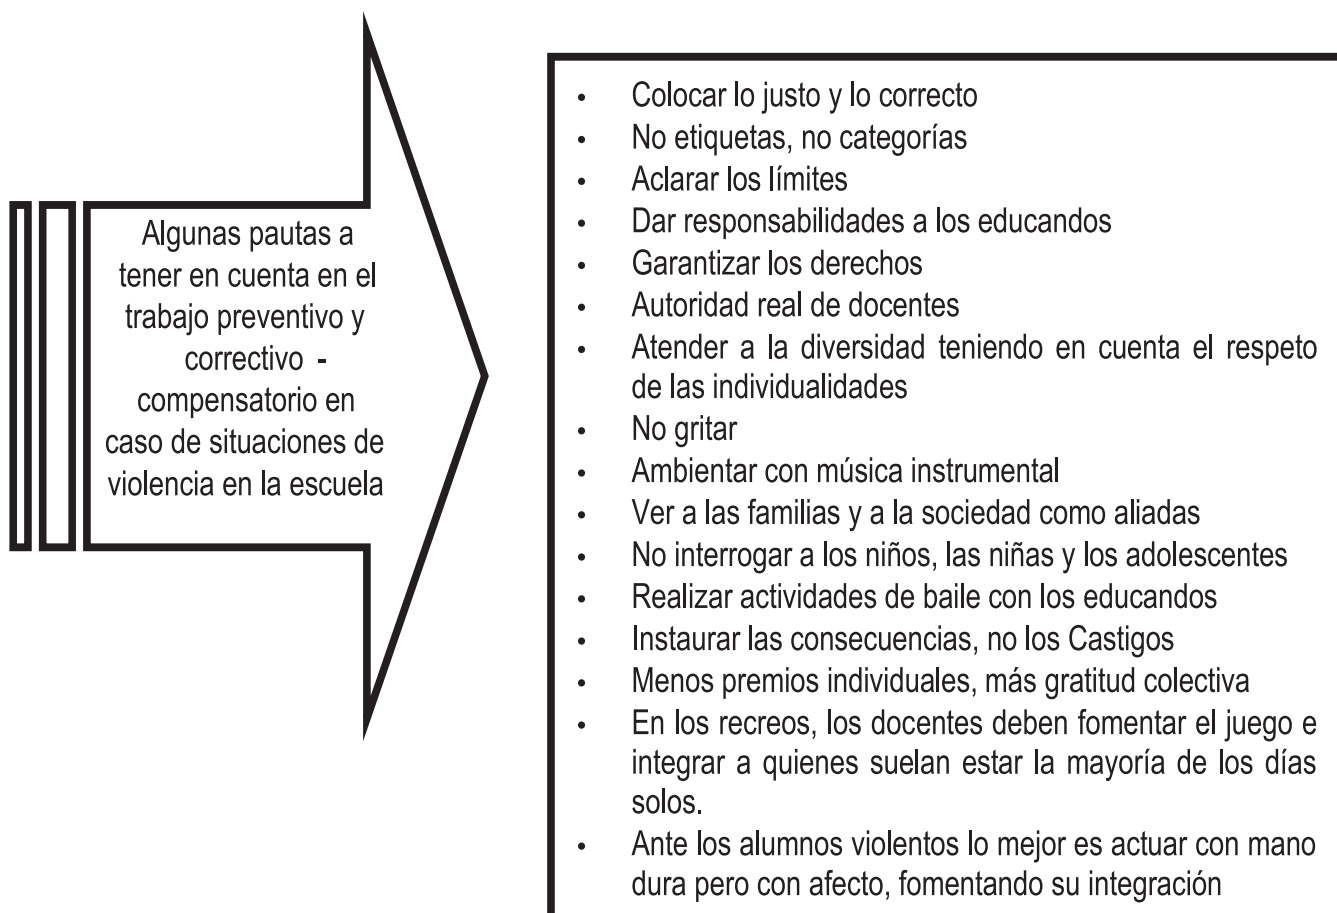 Algunas pautas a
tener en cuenta en el
trabajo preventivo y
correctivo -
compensatorio en
caso de situaciones de
violencia en la escuela
• Colocar lo justo y lo correcto
• No etiquetas, no categorías
• Aclarar los límites
• Dar responsabilidades a los educandos
• Garantizar los derechos
• Autoridad real de docentes
• Atender a la diversidad teniendo en cuenta el respeto
de las individualidades
• No gritar
• Ambientar con música instrumental
• Ver a las familias y a la sociedad como aliadas
• No interrogar a los niños, las niñas y los adolescentes
• Realizar actividades de baile con los educandos
• Instaurar las consecuencias, no los Castigos
• Menos premios individuales, más gratitud colectiva
• En los recreos, los docentes deben fomentar el juego e
integrar a quienes suelan estar la mayoría de los días
solos.
• Ante los alumnos violentos lo mejor es actuar con mano
dura pero con afecto, fomentando su integración